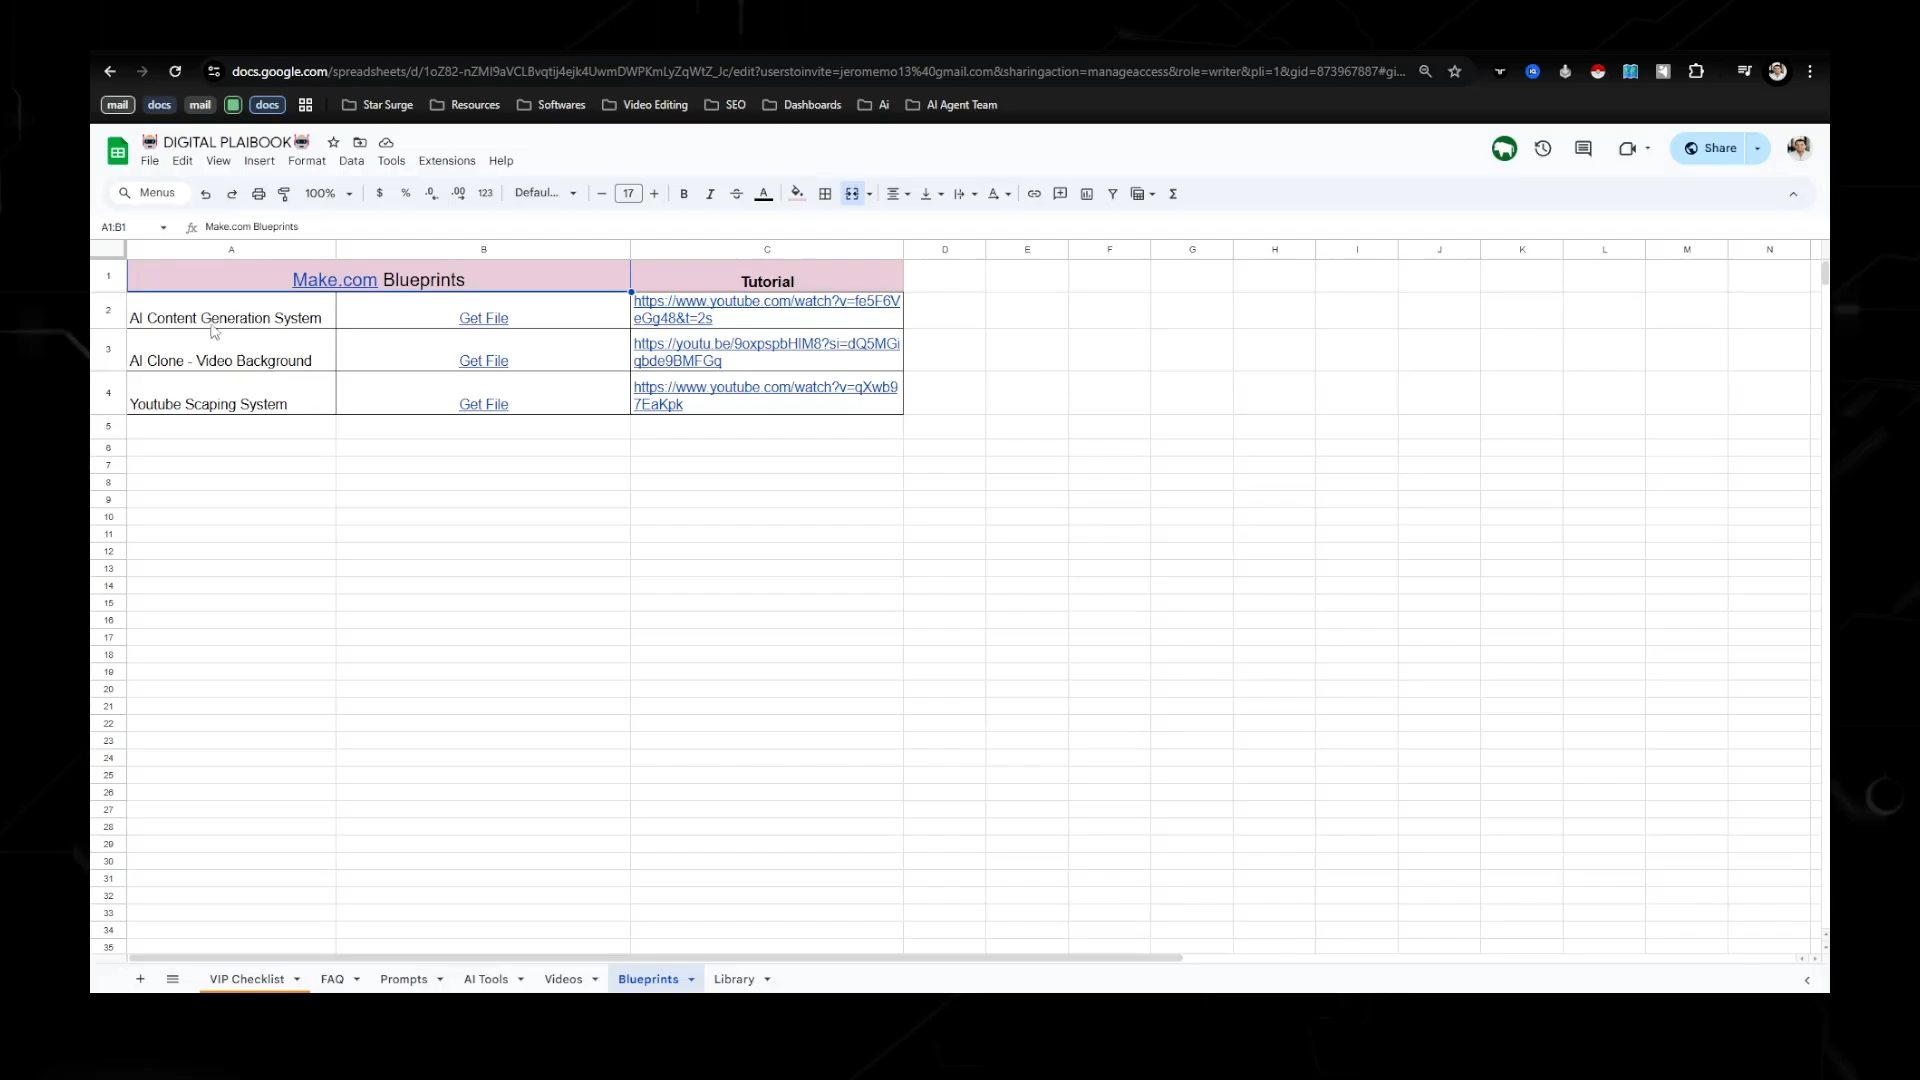 docs.google.com/spreadsheets/d/1oZ82-nZMI9aVCLBvqtij4ejk4UwmDWPKmLyZqWtZ_Jc/edit?userstoinvite=jeromemo13%40gmail.com&sharingaction=manageaccess&role=writer&pli=1&gid=873967887#gi...
mail docs mail docs Star Surge Resources Softwares Video Editing SEO Dashboards Ai AI Agent Team
DIGITAL PLAIBOOK
File Edit View Insert Format Data Tools Extensions Help
Share
Menus 100% $ % .0 .00 123 Defaul... 17 B I A Σ
A1:B1 fx Make.com Blueprints
A B C D E F G H I J K L M N
1 Make.com Blueprints Tutorial
2 AI Content Generation System Get File https://www.youtube.com/watch?v=fe5F6V
eGg48&t=2s
3 AI Clone - Video Background Get File https://youtu.be/9oxpspbHIM8?si=dQ5MGi
qbde9BMFGq
4 Youtube Scaping System Get File https://www.youtube.com/watch?v=qXwb9
7EaKpk
5
6
7
8
9
10
11
12
13
14
15
16
17
18
19
20
21
22
23
24
25
26
27
28
29
30
31
32
33
34
35
VIP Checklist FAQ Prompts AI Tools Videos Blueprints Library